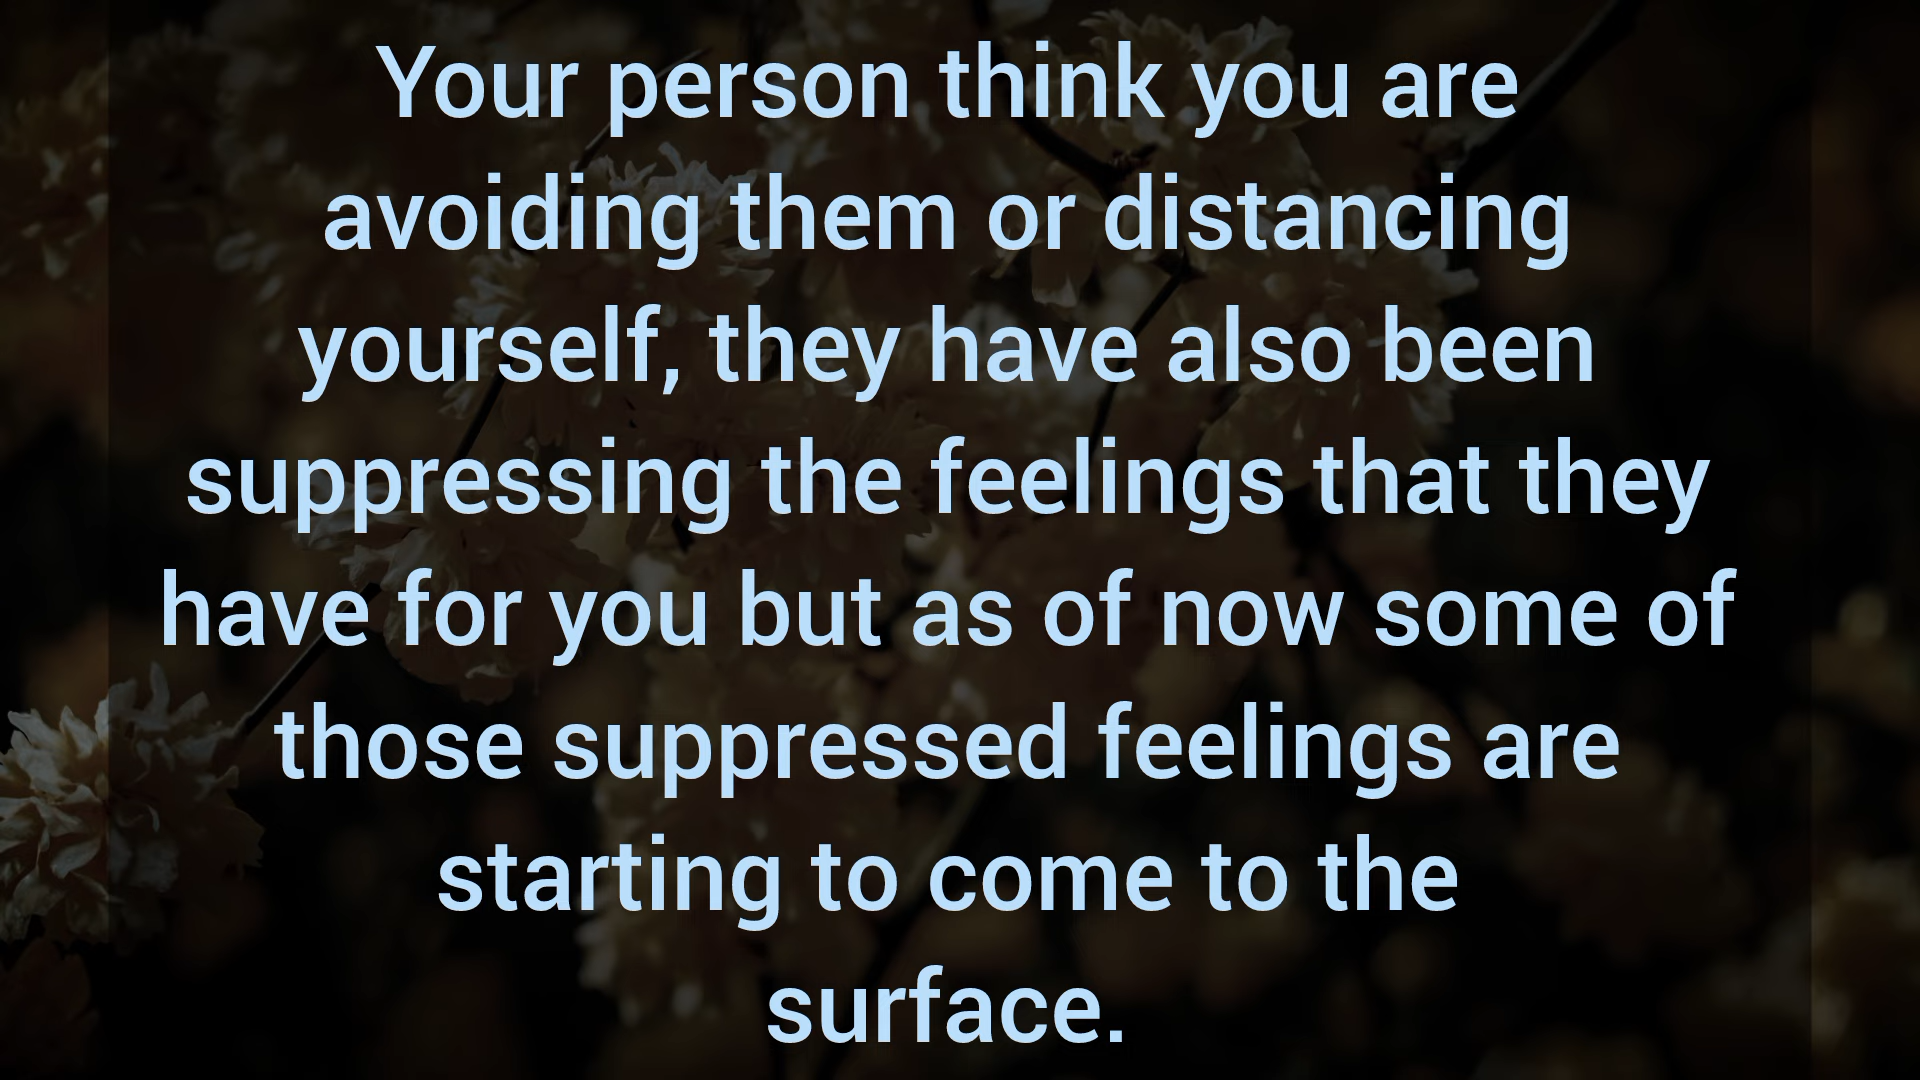 Your person think you are
avoiding them or distancing
yourself, they have also been
suppressing the feelings that they
have for you but as of now some of
those suppressed feelings are
starting to come to the
surface.